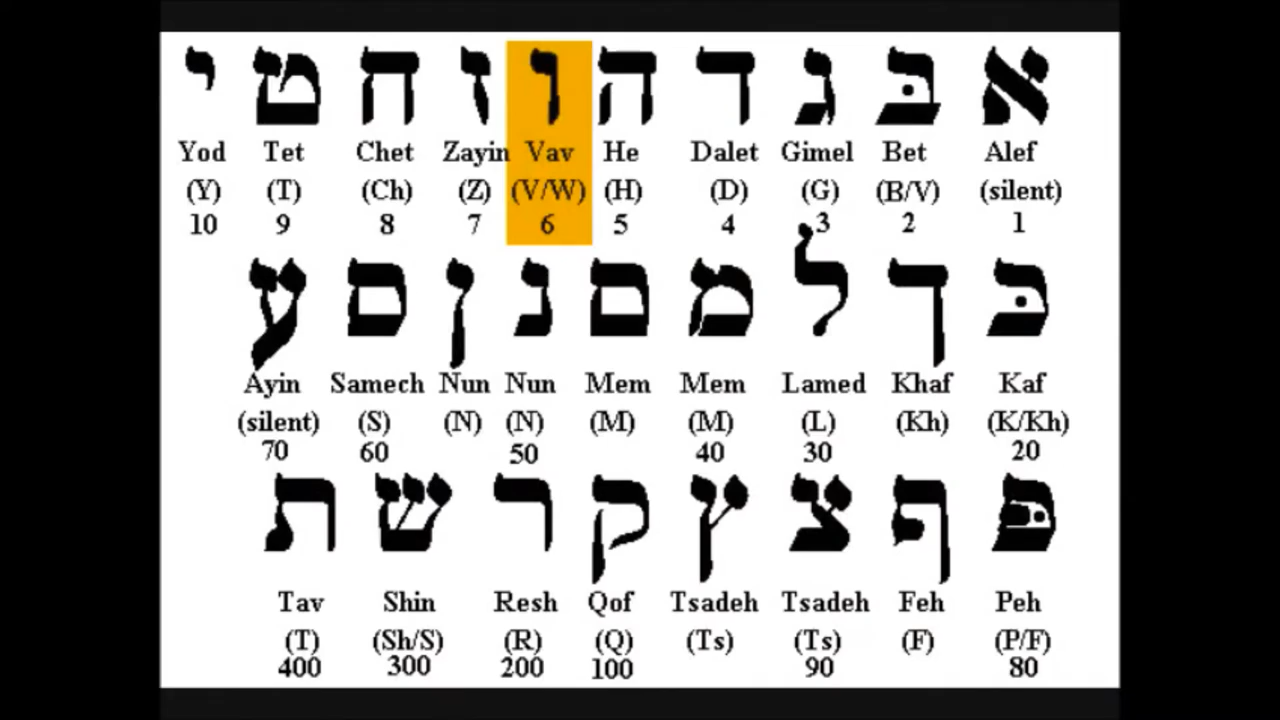 א בּ ג ד ה ו ז ח ט י
Yod Tet Chet Zayin Vav He Dalet Gimel Bet Alef
(Y) (T) (Ch) (Z) (V/W) (H) (D) (G) (B/V) (silent)
10 9 8 7 6 5 4 3 2 1
כּ ך ל מ ם נ ן ס ע
Ayin Samech Nun Nun Mem Mem Lamed Khaf Kaf
(silent) (S) (N) (N) (M) (M) (L) (Kh) (K/Kh)
70 60 50 40 30 20
פּ ף צ ץ ק ר ש ת
Tav Shin Resh Qof Tsadeh Tsadeh Feh Peh
(T) (Sh/S) (R) (Q) (Ts) (Ts) (F) (P/F)
400 300 200 100 90 80